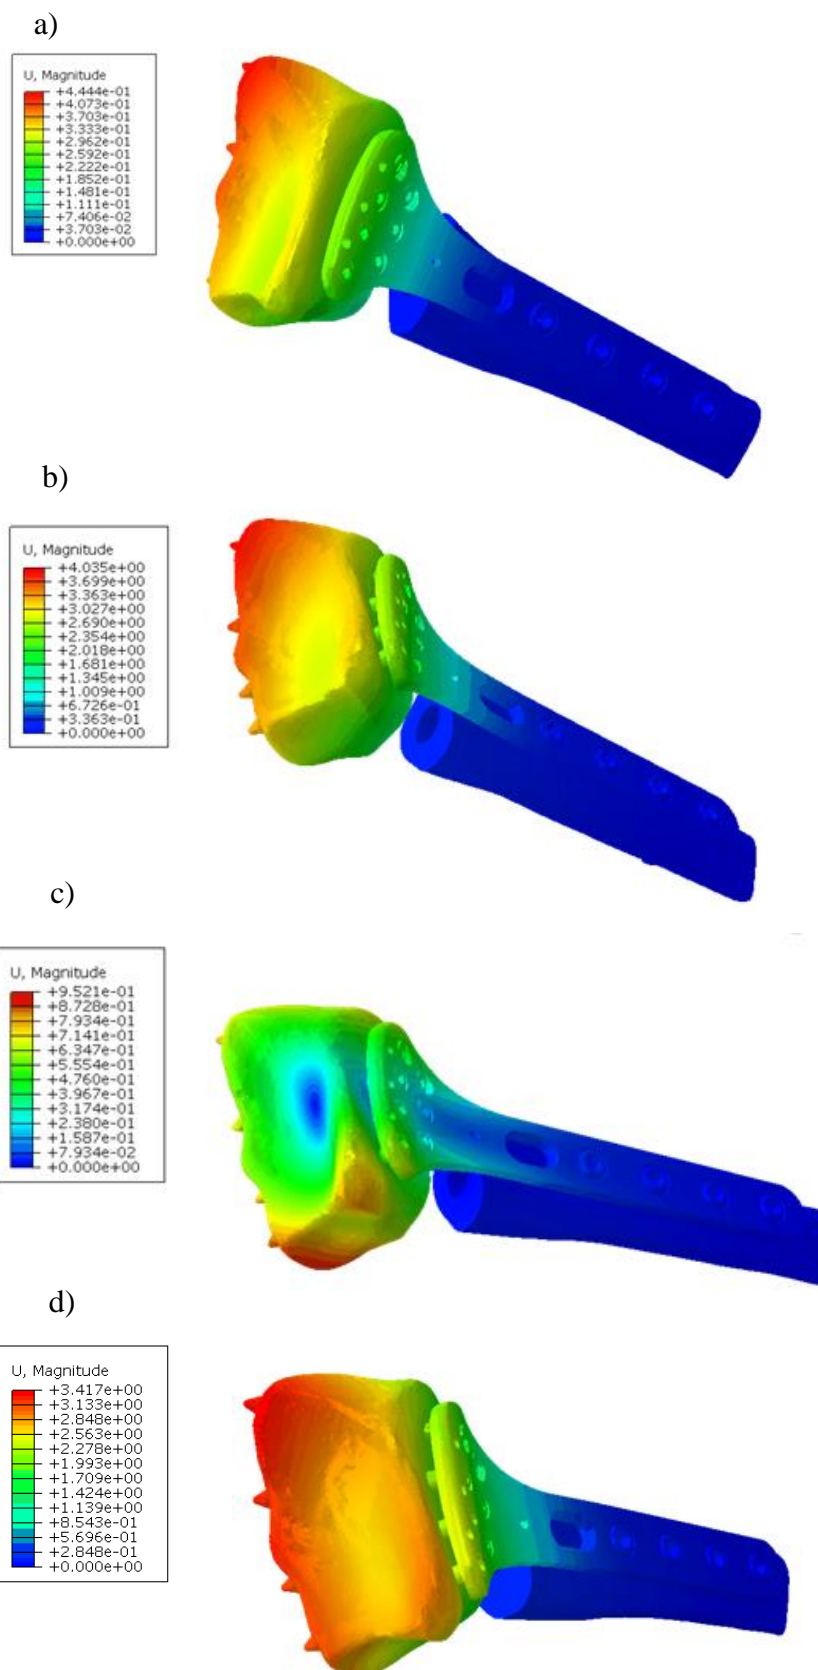 a)
U, Magnitude
+4.444e-01
+4.073e-01
+3.703e-01
+3.333e-01
+2.962e-01
+2.592e-01
+2.222e-01
+1.852e-01
+1.481e-01
+1.111e-01
+7.406e-02
+3.703e-02
+0.000e+00
b)
U, Magnitude
+4.035e+00
+3.699e+00
+3.363e+00
+3.027e+00
+2.690e+00
+2.354e+00
+2.018e+00
+1.681e+00
+1.345e+00
+1.009e+00
+6.726e-01
+3.363e-01
+0.000e+00
c)
U, Magnitude
+9.521e-01
+8.728e-01
+7.934e-01
+7.141e-01
+6.347e-01
+5.554e-01
+4.760e-01
+3.967e-01
+3.174e-01
+2.380e-01
+1.587e-01
+7.934e-02
+0.000e+00
d)
U, Magnitude
+3.417e+00
+3.133e+00
+2.848e+00
+2.563e+00
+2.278e+00
+1.993e+00
+1.709e+00
+1.424e+00
+1.139e+00
+8.543e-01
+5.696e-01
+2.848e-01
+0.000e+00